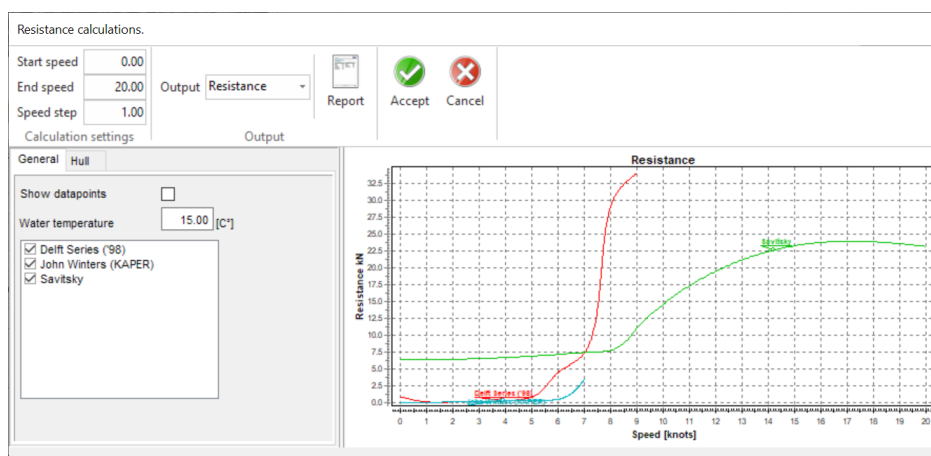 Resistance calculations.
Start speed 0.00
End speed 20.00
Speed step 1.00
Calculation settings
Output Resistance
Report
Output
Accept Cancel
General Hull
Show datapoints
Water temperature 15.00 [C°]
Delft Series ('98)
John Winters (KAPER)
Savitsky
Resistance
32.5
30.0
27.5
25.0
22.5
20.0
17.5
15.0
12.5
10.0
7.5
5.0
2.5
0.0
Resistance kN
Savitsky
Delft Series ('98)
0 1 2 3 4 5 6 7 8 9 10 11 12 13 14 15 16 17 18 19 20
Speed [knots]